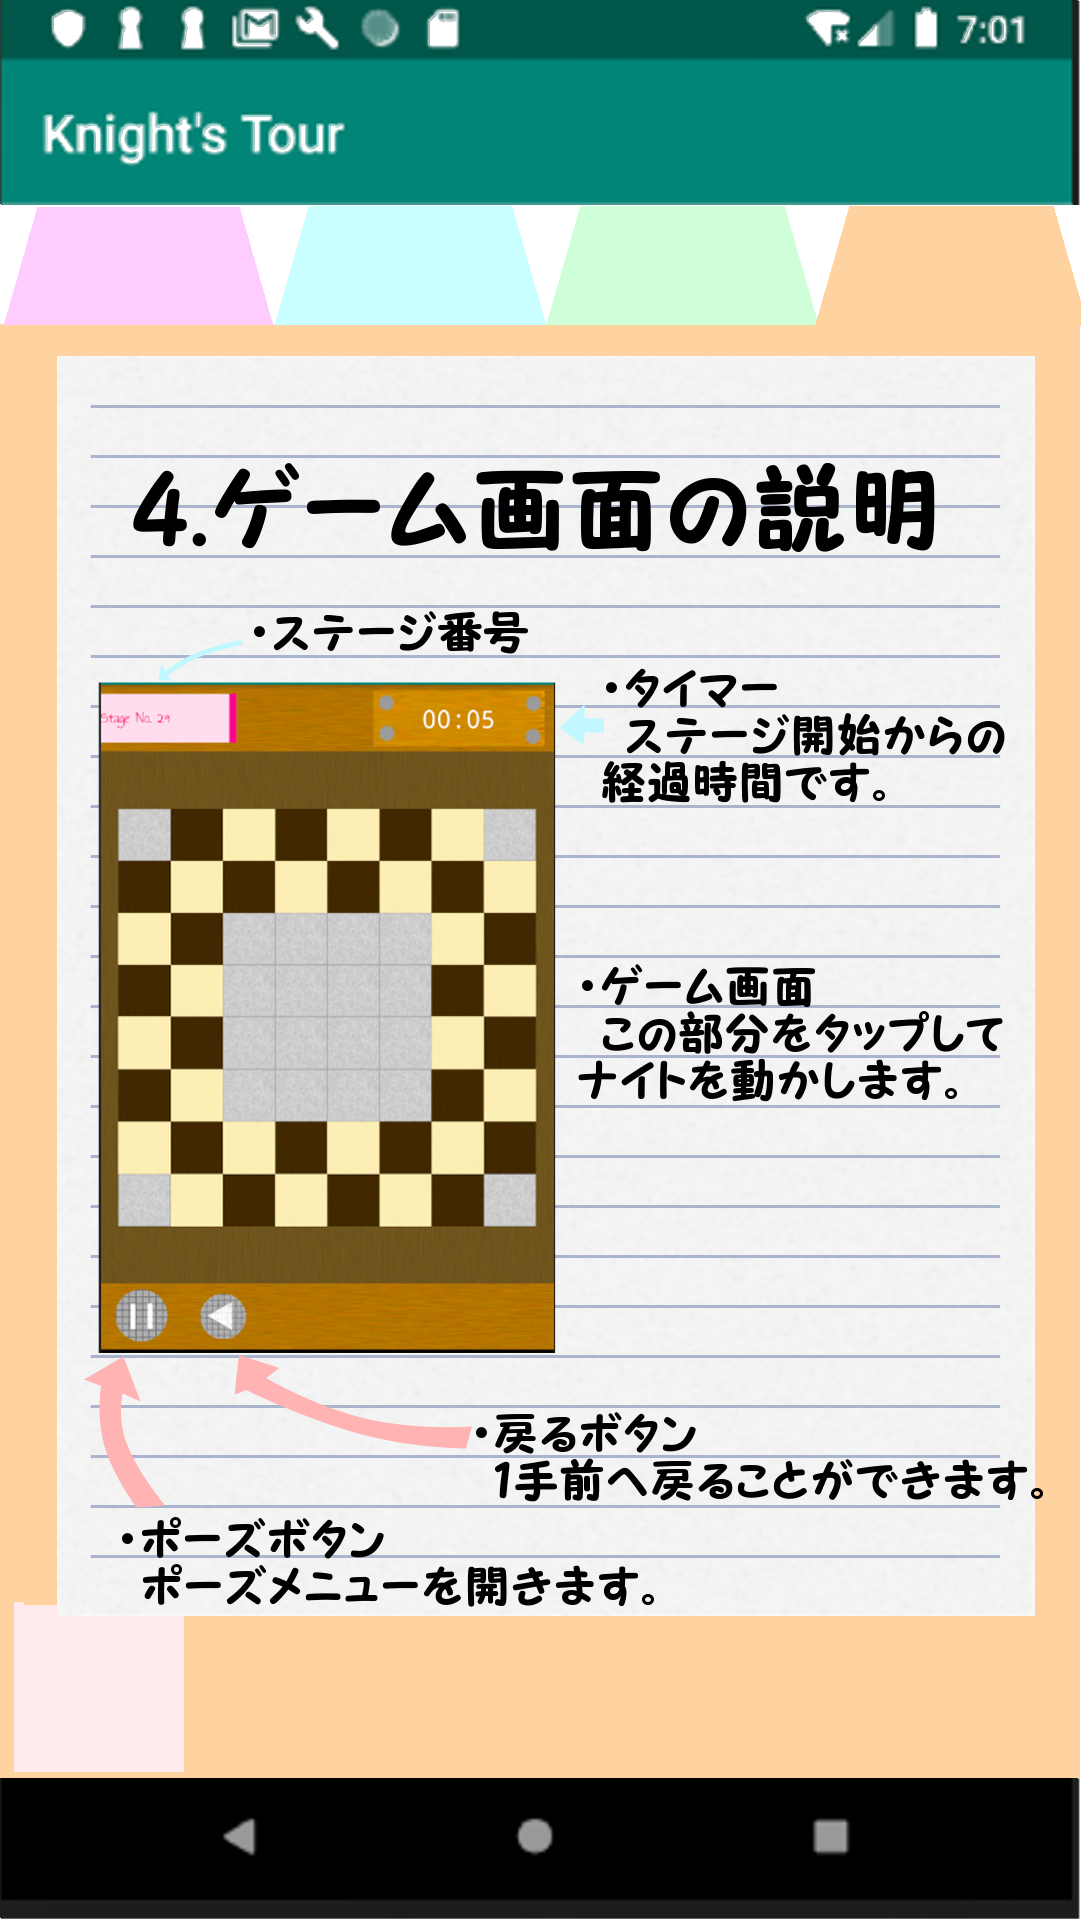 7:01
Knight's Tour
4.ゲーム画面の説明
・ステージ番号
・タイマー
ステージ開始からの
経過時間です。
Stage No. 29
00:05
・ゲーム画面
この部分をタップして
ナイトを動かします。
・戻るボタン
1手前へ戻ることができます。
・ポーズボタン
ポーズメニューを開きます。